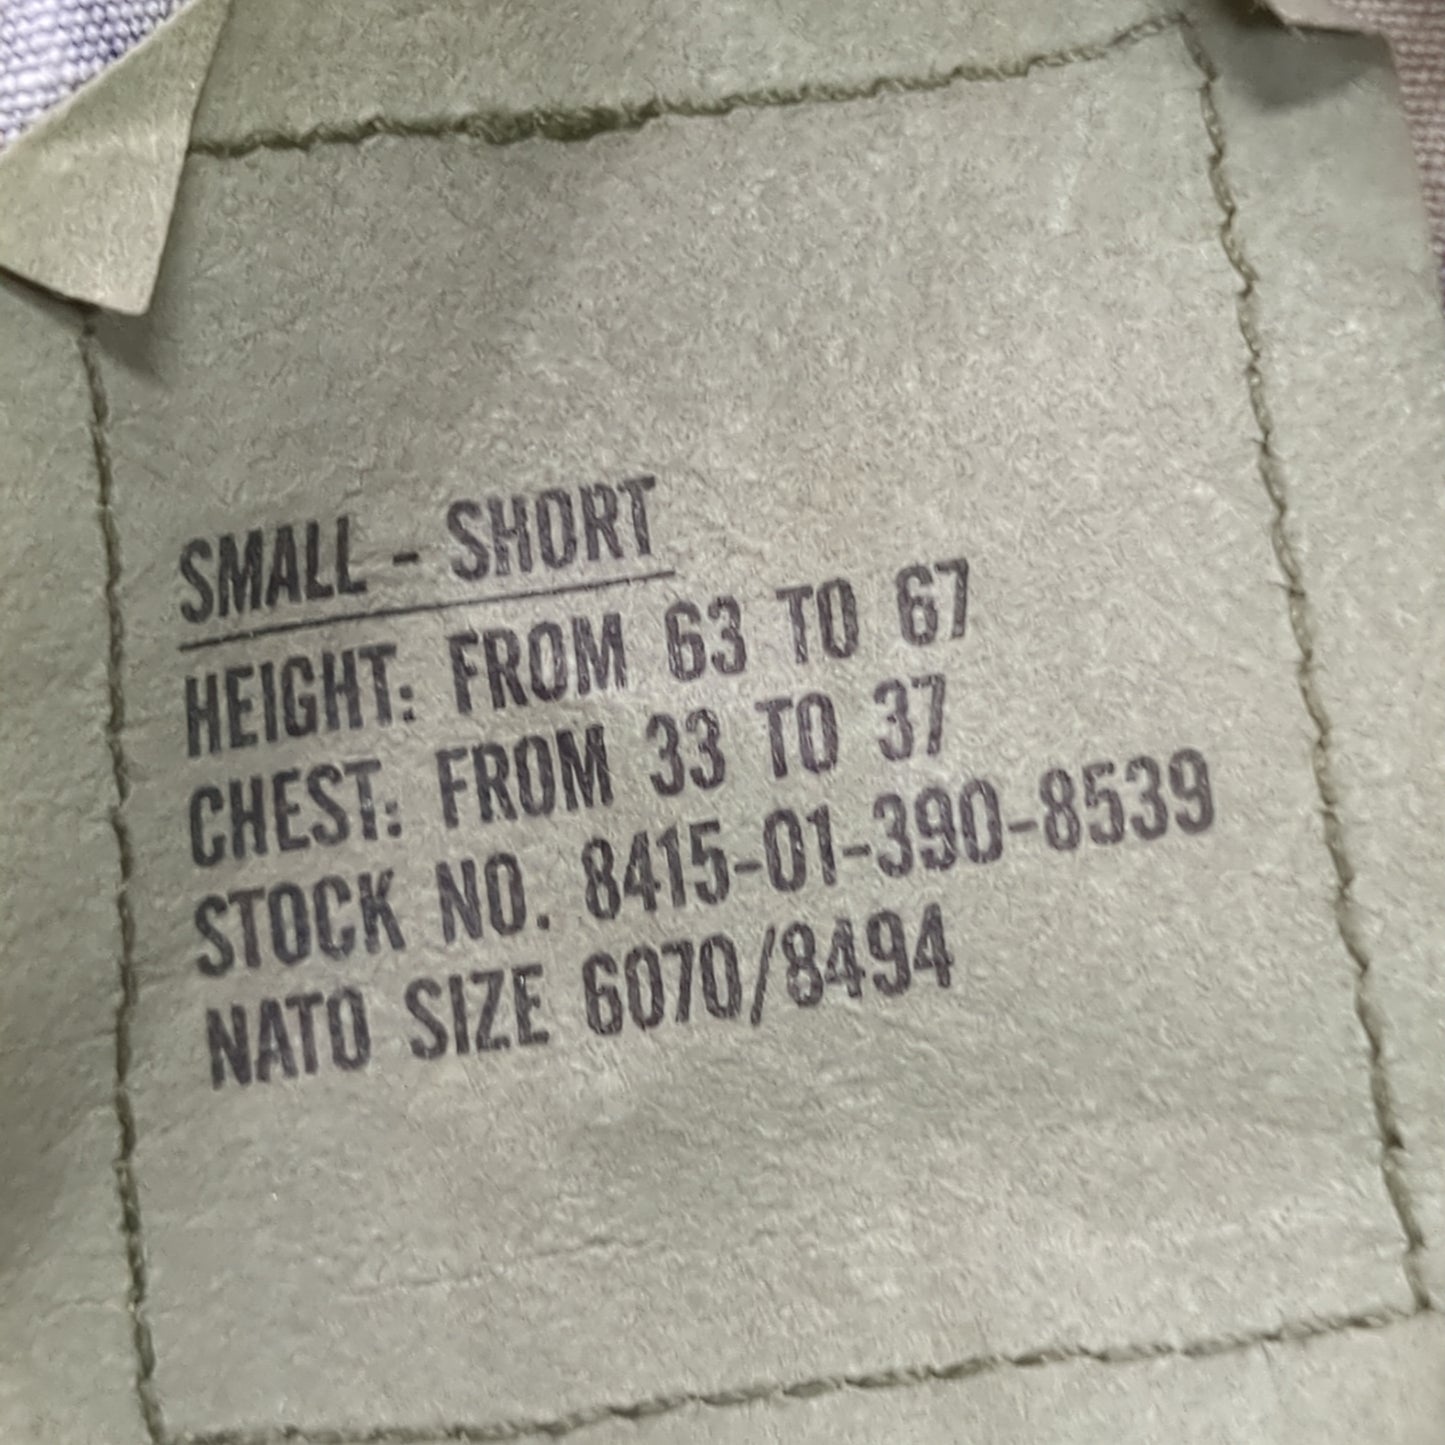 SMALL - SHORT
HEIGHT: FROM 63 TO 67
CHEST: FROM 33 TO 37
STOCK NO. 8415-01-390-8539
NATO SIZE 6070/8494